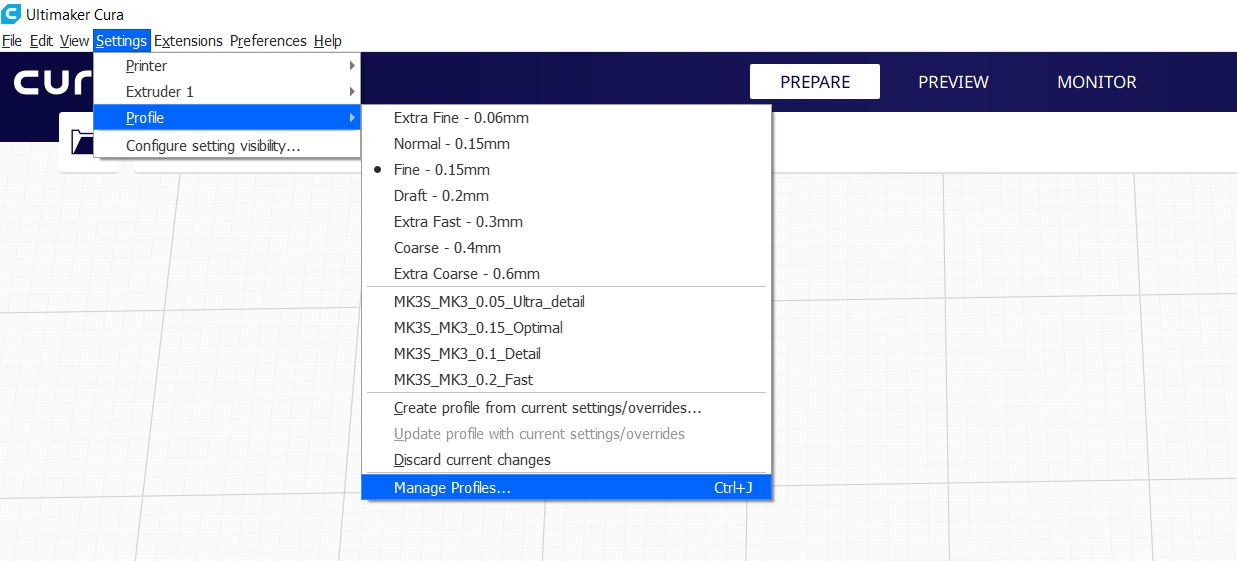 Ultimaker Cura
File Edit View Settings Extensions Preferences Help
cur
PREPARE PREVIEW MONITOR
Printer
Extruder 1
Profile
Configure setting visibility...
Extra Fine - 0.06mm
Normal - 0.15mm
Fine - 0.15mm
Draft - 0.2mm
Extra Fast - 0.3mm
Coarse - 0.4mm
Extra Coarse - 0.6mm
MK3S_MK3_0.05_Ultra_detail
MK3S_MK3_0.15_Optimal
MK3S_MK3_0.1_Detail
MK3S_MK3_0.2_Fast
Create profile from current settings/overrides...
Update profile with current settings/overrides
Discard current changes
Manage Profiles... Ctrl+J